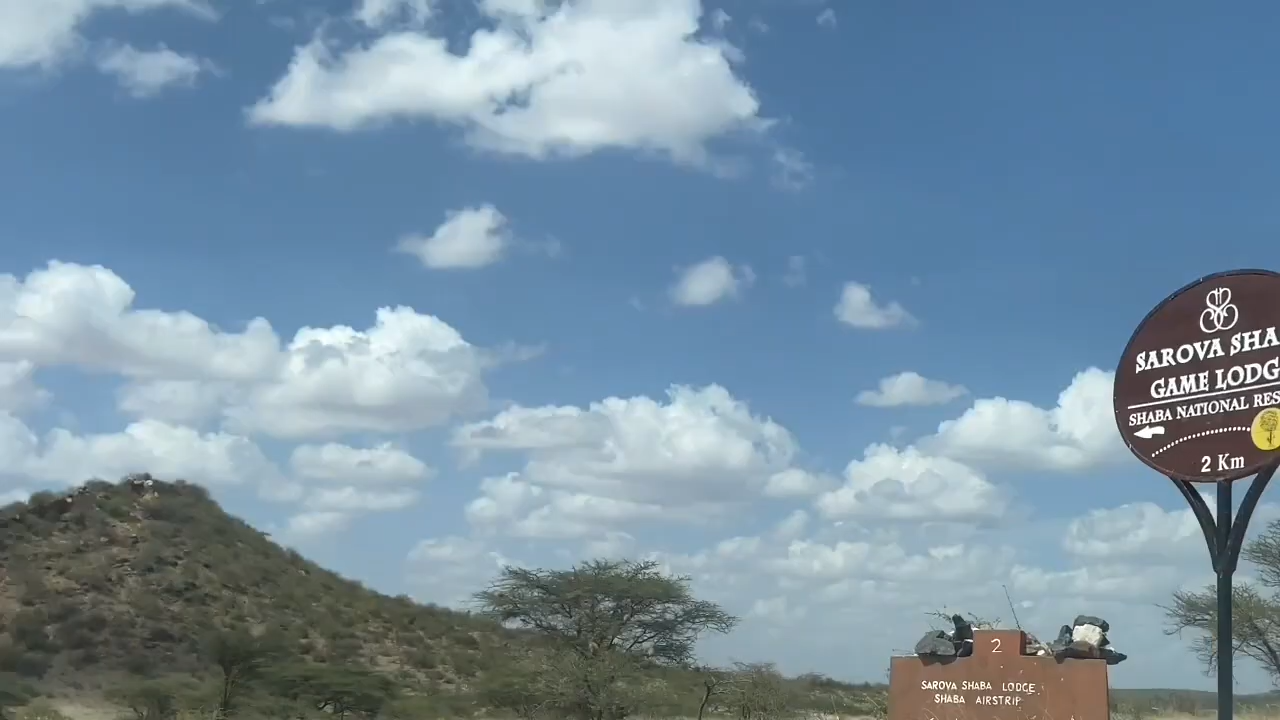 SAROVA SHA
GAME LODG
SHABA NATIONAL RES
2 Km
2
SAROVA SHABA LODGE
SHABA AIRSTRIP